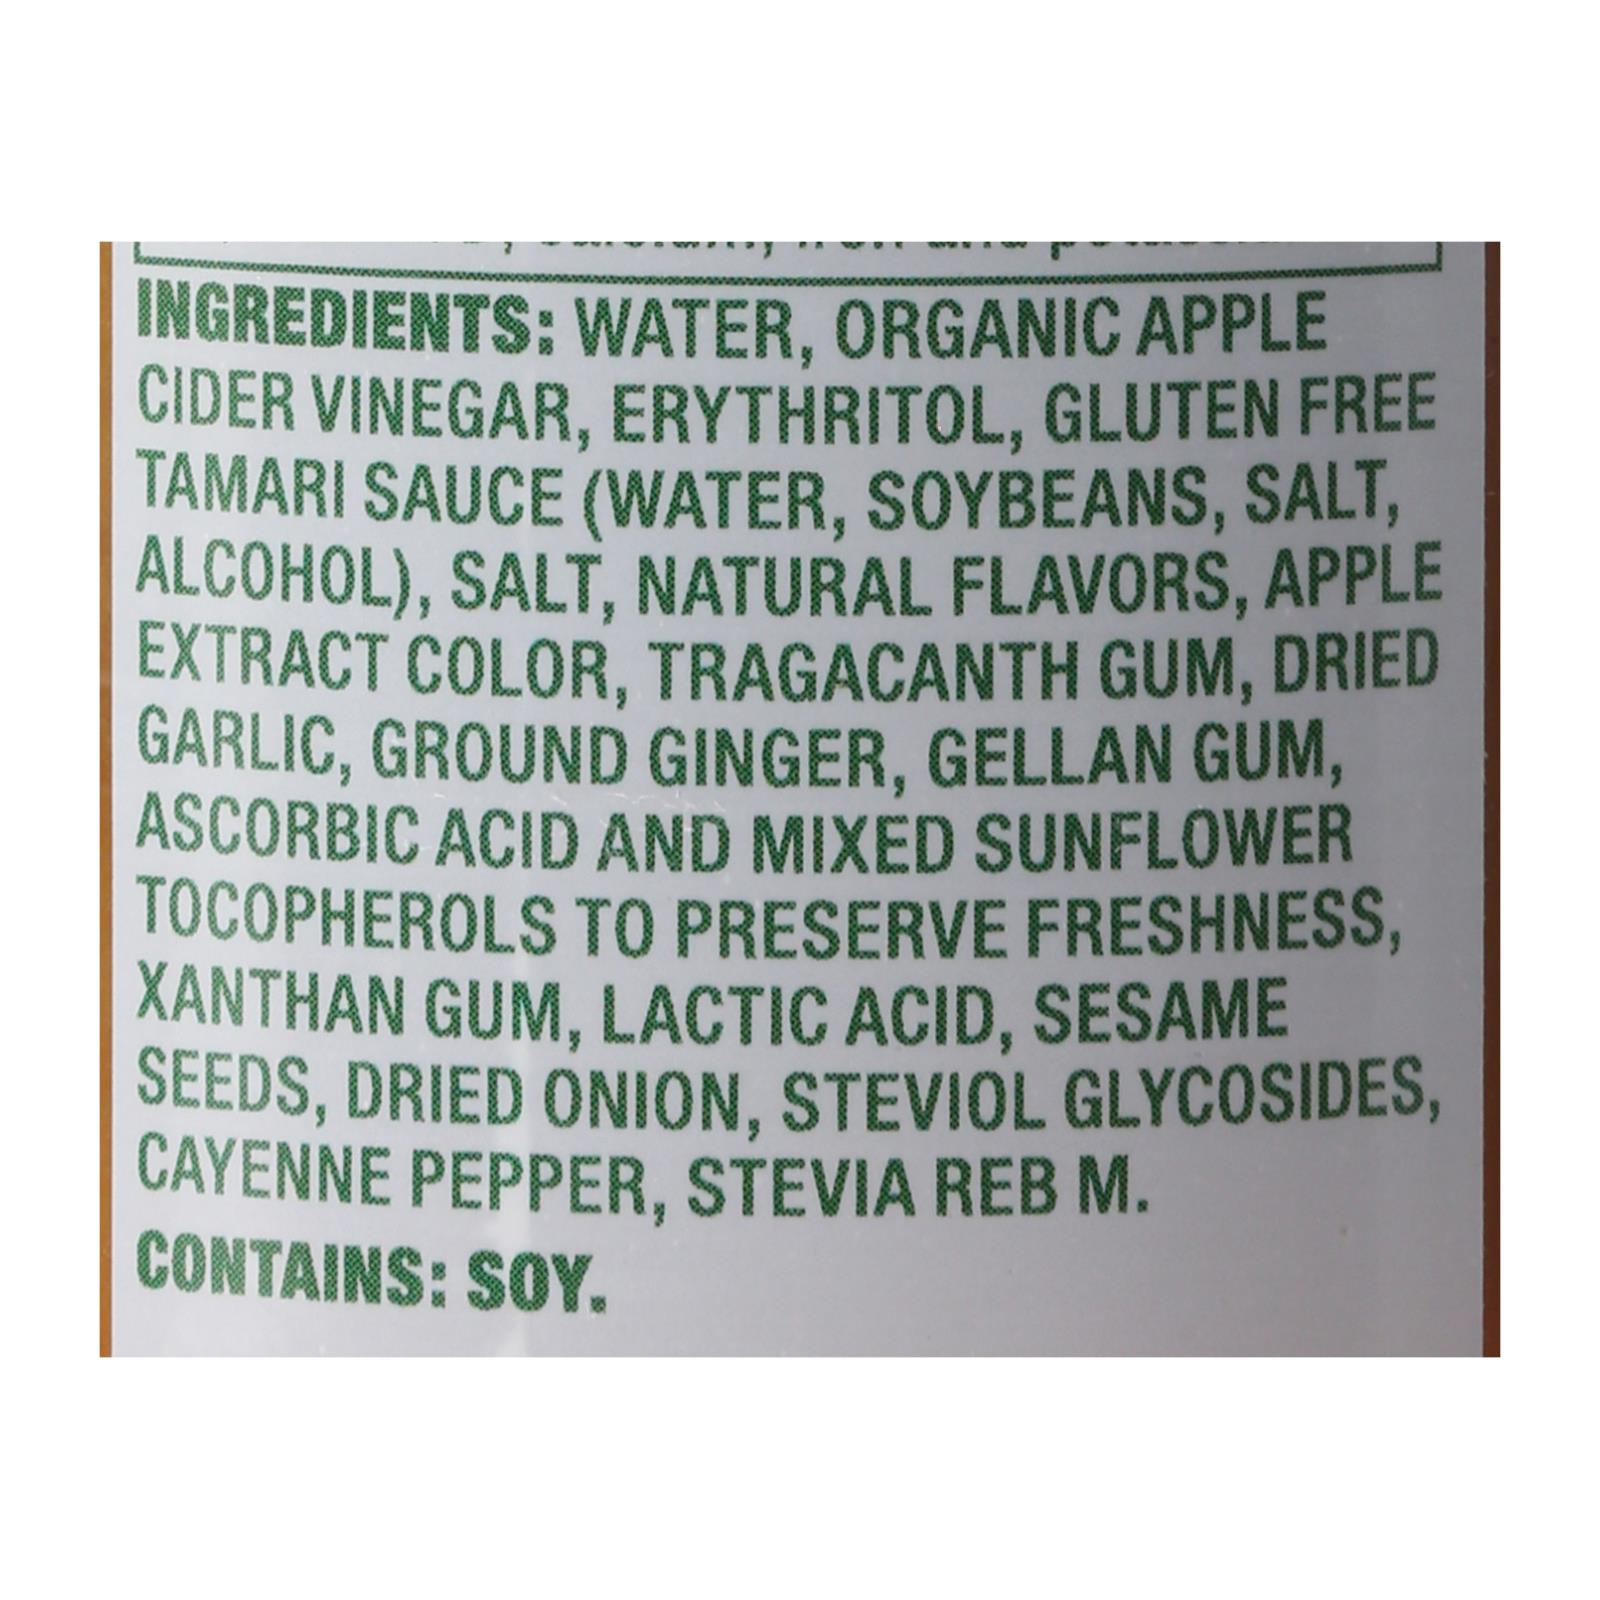 INGREDIENTS: WATER, ORGANIC APPLE
CIDER VINEGAR, ERYTHRITOL, GLUTEN FREE
TAMARI SAUCE (WATER, SOYBEANS, SALT,
ALCOHOL), SALT, NATURAL FLAVORS, APPLE
EXTRACT COLOR, TRAGACANTH GUM, DRIED
GARLIC, GROUND GINGER, GELLAN GUM,
ASCORBIC ACID AND MIXED SUNFLOWER
TOCOPHEROLS TO PRESERVE FRESHNESS,
XANTHAN GUM, LACTIC ACID, SESAME
SEEDS, DRIED ONION, STEVIOL GLYCOSIDES,
CAYENNE PEPPER, STEVIA REB M.
CONTAINS: SOY.